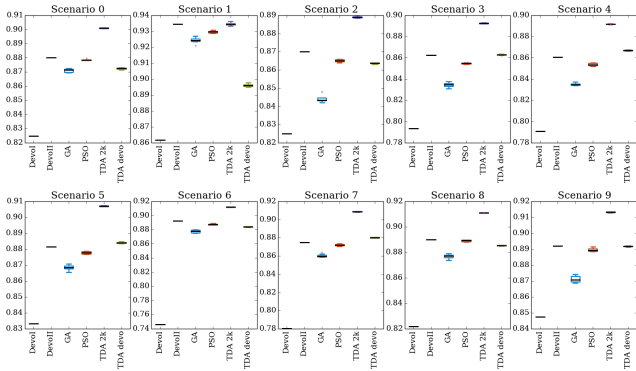 Scenario 0
0.91
0.90
0.89
0.88
0.87
0.86
0.85
0.84
0.83
0.82
DevoI
DevoII
GA
PSO
TDA 2k
TDA devo
Scenario 1
0.94
0.93
0.92
0.91
0.90
0.89
0.88
0.87
0.86
DevoI
DevoII
GA
PSO
TDA 2k
TDA devo
Scenario 2
0.89
0.88
0.87
0.86
0.85
0.84
0.83
0.82
DevoI
DevoII
GA
PSO
TDA 2k
TDA devo
Scenario 3
0.90
0.88
0.86
0.84
0.82
0.80
0.78
DevoI
DevoII
GA
PSO
TDA 2k
TDA devo
Scenario 4
0.90
0.88
0.86
0.84
0.82
0.80
0.78
DevoI
DevoII
GA
PSO
TDA 2k
TDA devo
Scenario 5
0.91
0.90
0.89
0.88
0.87
0.86
0.85
0.84
0.83
DevoI
DevoII
GA
PSO
TDA 2k
TDA devo
Scenario 6
0.92
0.90
0.88
0.86
0.84
0.82
0.80
0.78
0.76
0.74
DevoI
DevoII
GA
PSO
TDA 2k
TDA devo
Scenario 7
0.92
0.90
0.88
0.86
0.84
0.82
0.80
0.78
DevoI
DevoII
GA
PSO
TDA 2k
TDA devo
Scenario 8
0.92
0.90
0.88
0.86
0.84
0.82
DevoI
DevoII
GA
PSO
TDA 2k
TDA devo
Scenario 9
0.92
0.91
0.90
0.89
0.88
0.87
0.86
0.85
0.84
DevoI
DevoII
GA
PSO
TDA 2k
TDA devo